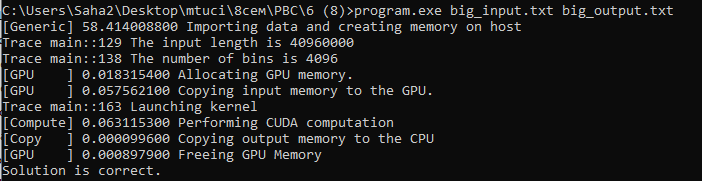 C:\Users\Saha2\Desktop\mtuci\8сем\РВС\6 (8)>program.exe big_input.txt big_output.txt
[Generic] 58.414008800 Importing data and creating memory on host
Trace main::129 The input length is 40960000
Trace main::138 The number of bins is 4096
[GPU    ] 0.018315400 Allocating GPU memory.
[GPU    ] 0.057562100 Copying input memory to the GPU.
Trace main::163 Launching kernel
[Compute] 0.063115300 Performing CUDA computation
[Copy   ] 0.000099600 Copying output memory to the CPU
[GPU    ] 0.000897900 Freeing GPU Memory
Solution is correct.